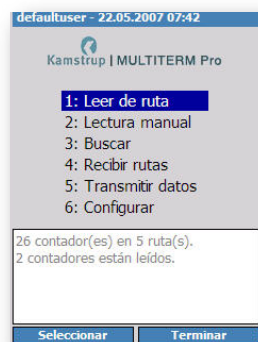 defaultuser - 22.05.2007 07:42
Kamstrup | MULTITERM Pro
1: Leer de ruta
2: Lectura manual
3: Buscar
4: Recibir rutas
5: Transmitir datos
6: Configurar
26 contador(es) en 5 ruta(s).
2 contadores están leídos.
Seleccionar Terminar